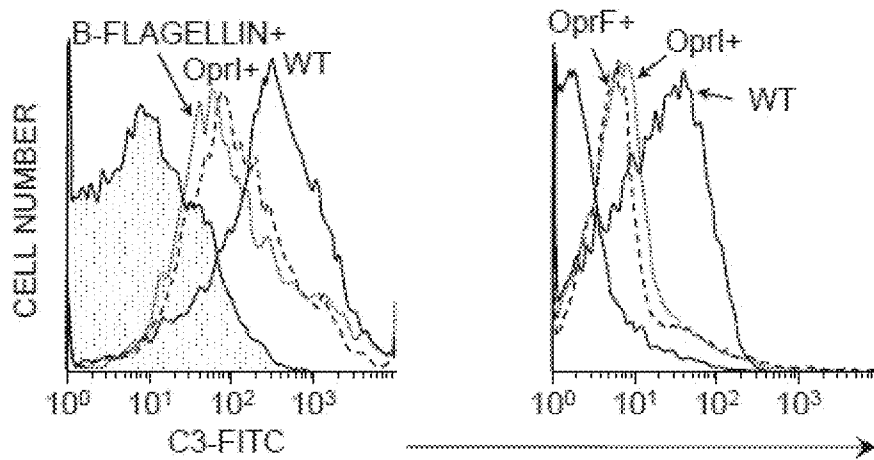 B-FLAGELLIN+
OprI+
WT
CELL NUMBER
10⁰ 10¹ 10² 10³
C3-FITC
OprF+
OprI+
WT
10⁰ 10¹ 10² 10³